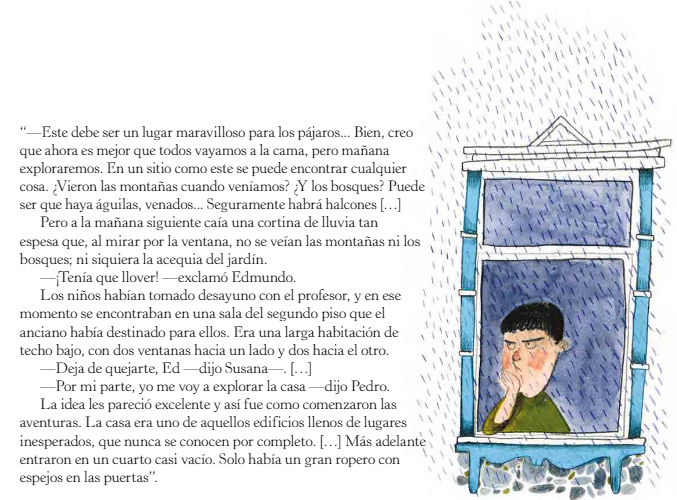 “—Este debe ser un lugar maravilloso para los pájaros... Bien, creo
que ahora es mejor que todos vayamos a la cama, pero mañana
exploraremos. En un sitio como este se puede encontrar cualquier
cosa. ¿Vieron las montañas cuando veníamos? ¿Y los bosques? Puede
ser que haya águilas, venados... Seguramente habrá halcones […]
Pero a la mañana siguiente caía una cortina de lluvia tan
espesa que, al mirar por la ventana, no se veían las montañas ni los
bosques; ni siquiera la acequia del jardín.
—¡Tenía que llover! —exclamó Edmundo.
Los niños habían tomado desayuno con el profesor, y en ese
momento se encontraban en una sala del segundo piso que el
anciano había destinado para ellos. Era una larga habitación de
techo bajo, con dos ventanas hacia un lado y dos hacia el otro.
—Deja de quejarte, Ed —dijo Susana—. […]
—Por mi parte, yo me voy a explorar la casa —dijo Pedro.
La idea les pareció excelente y así fue como comenzaron las
aventuras. La casa era uno de aquellos edificios llenos de lugares
inesperados, que nunca se conocen por completo. […] Más adelante
entraron en un cuarto casi vacío. Solo había un gran ropero con
espejos en las puertas”.